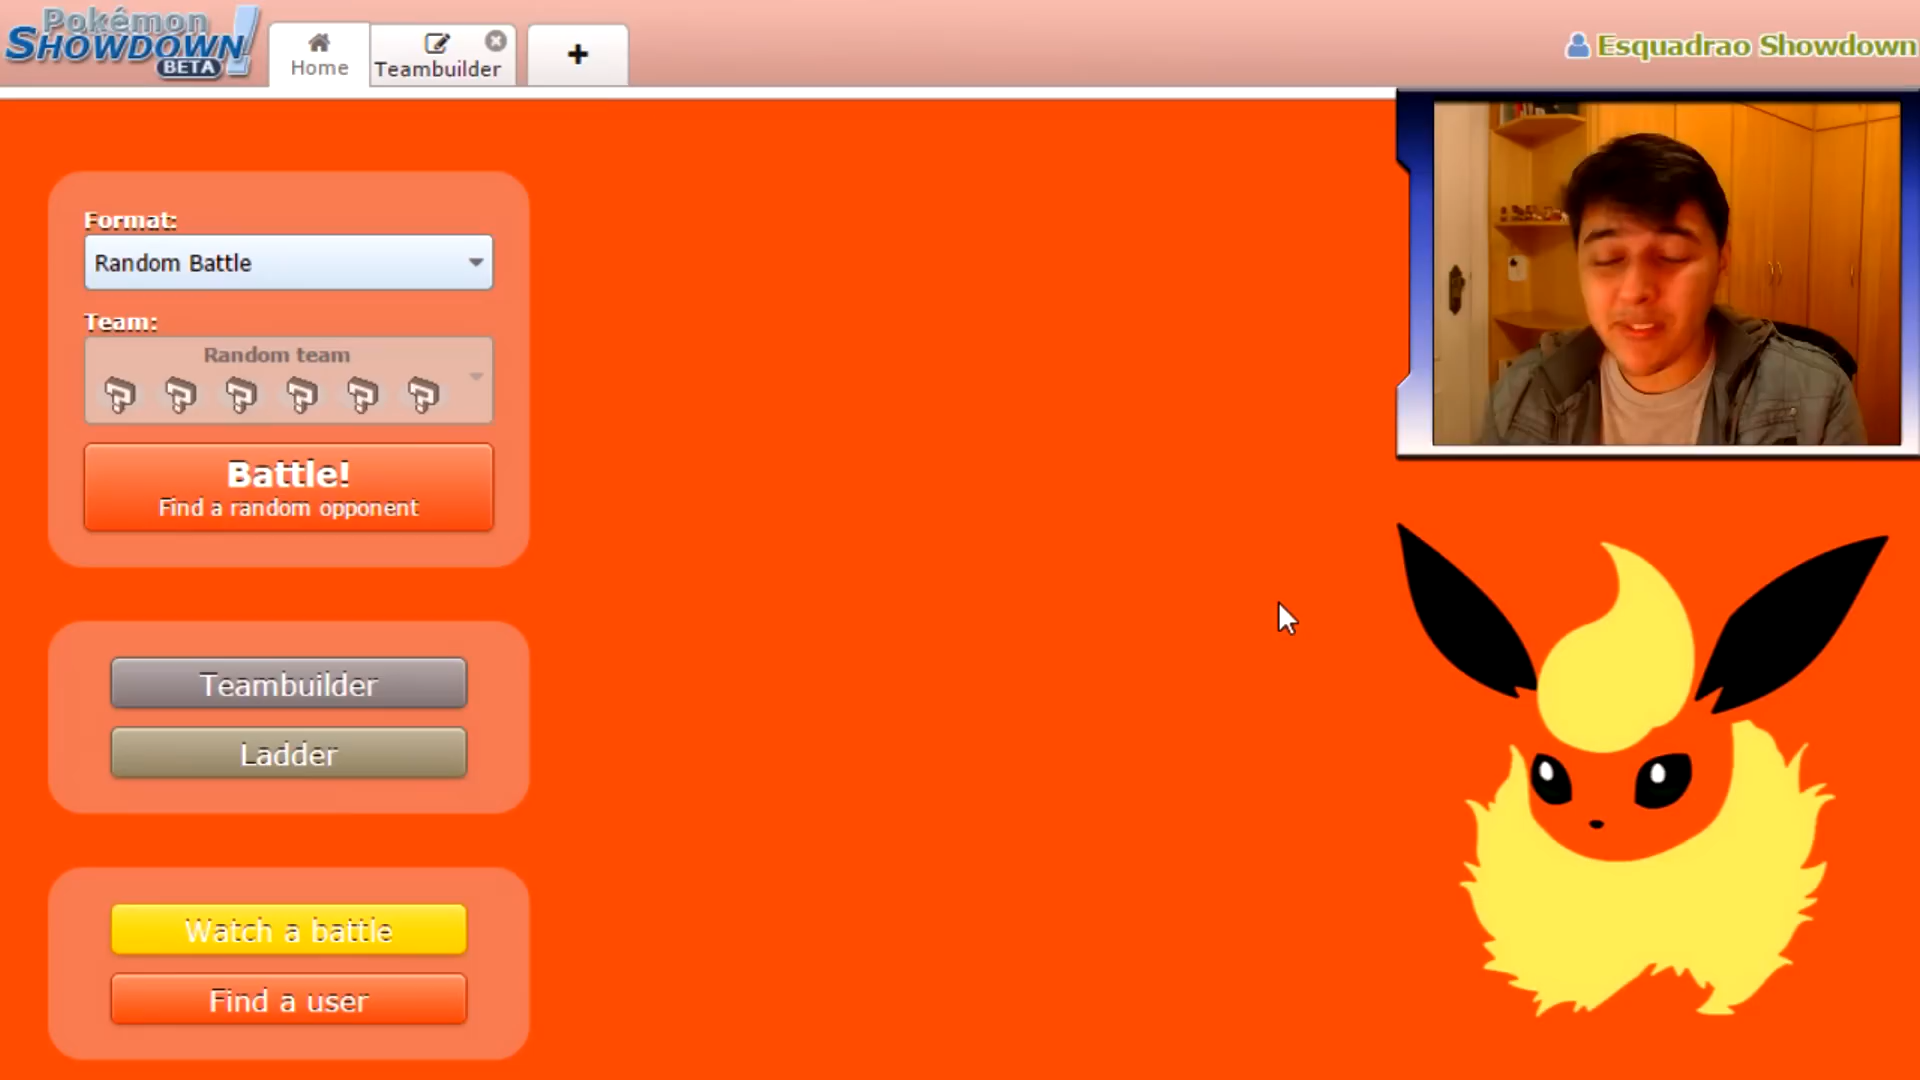 Pokémon
SHOWDOWN!
BETA
Home
Teambuilder
+
Esquadrao Showdown
Format:
Random Battle
Team:
Random team
? ? ? ? ? ?
Battle!
Find a random opponent
Teambuilder
Ladder
Watch a battle
Find a user